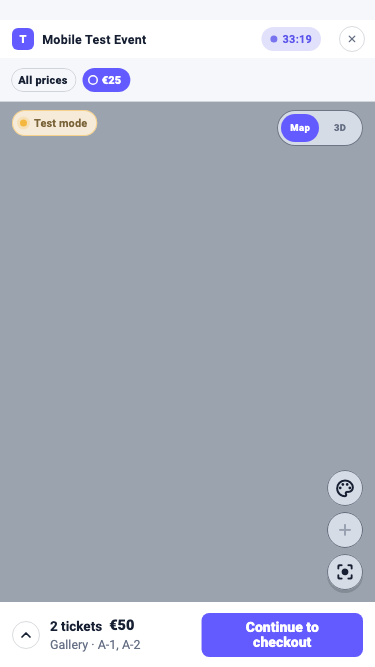 T Mobile Test Event 33:19
All prices €25
Test mode
Map 3D
2 tickets €50
Gallery · A-1, A-2
Continue to
checkout